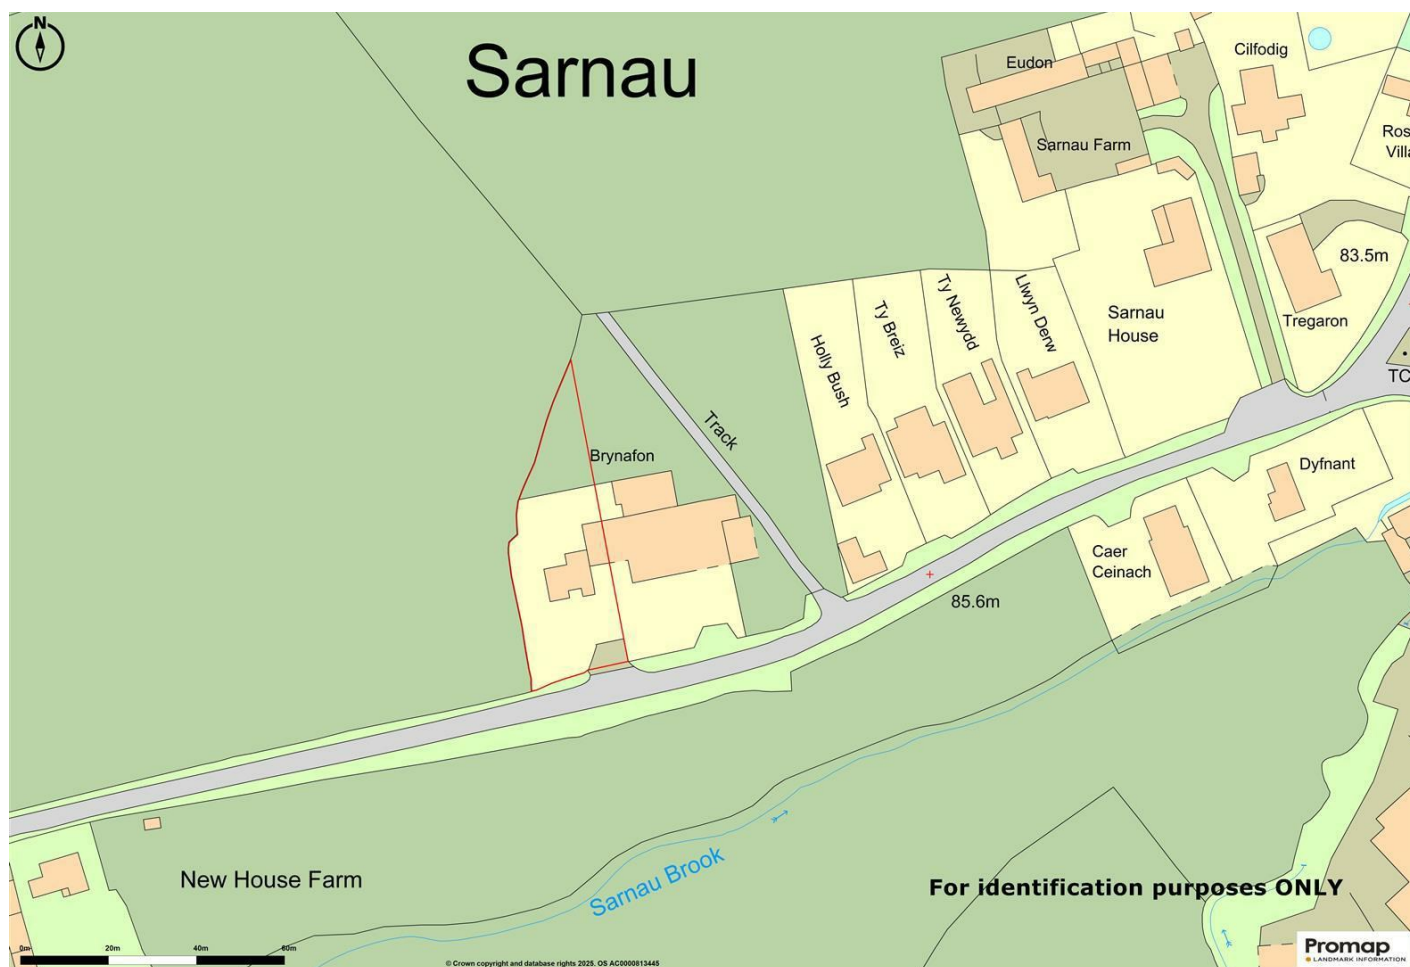 N
Sarnau
Eudon
Cilfodig
Sarnau Farm
Villa
83.5m
Tregaron
Sarnau
House
Llwyn Derw
Ty Newydd
Ty Breiz
Holly Bush
Track
TC
Brynafon
Dyfnant
Caer
Ceinach
85.6m
New House Farm
Sarnau Brook
For identification purposes ONLY
0m 20m 40m 60m
© Crown copyright and database rights 2025. OS AC0000813445
Promap
LANDMARK INFORMATION